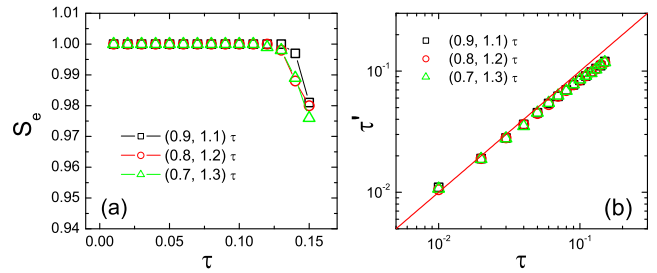 1.00
0.99
0.98
0.97
0.96
0.95
0.94
S_e
(0.9, 1.1) τ
(0.8, 1.2) τ
(0.7, 1.3) τ
(a)
0.00 0.05 0.10 0.15
τ
(0.9, 1.1) τ
(0.8, 1.2) τ
(0.7, 1.3) τ
10^-1
10^-2
τ'
(b)
10^-2 10^-1
τ